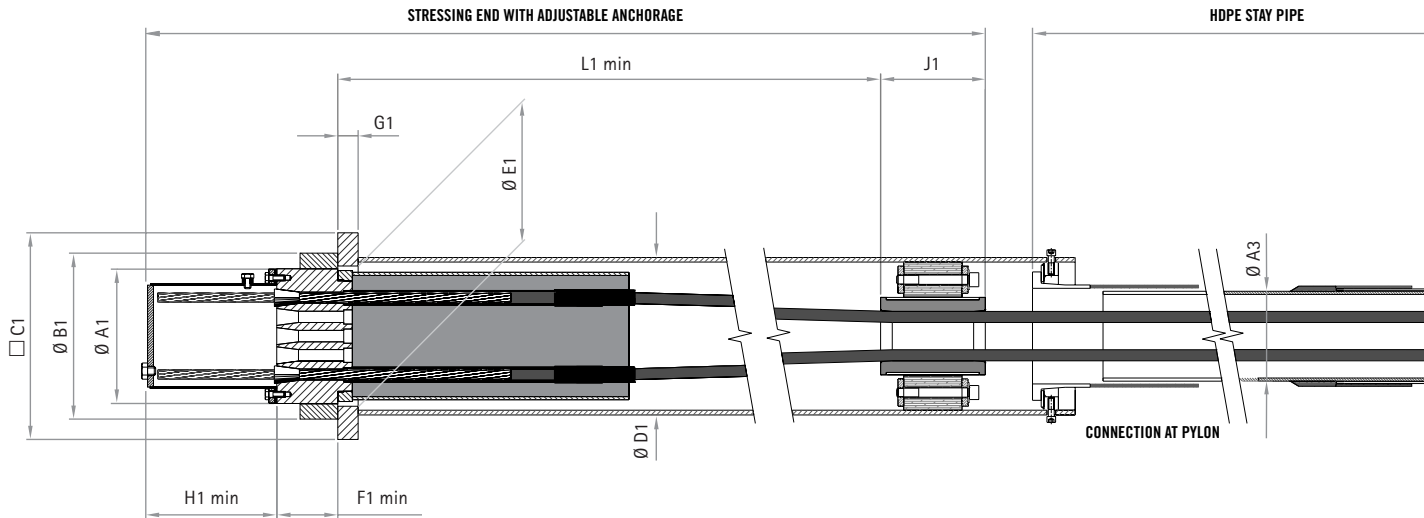 STRESSING END WITH ADJUSTABLE ANCHORAGE
HDPE STAY PIPE
L1 min
J1
G1
Ø E1
Ø A3
□ C1
Ø B1
Ø A1
Ø D1
CONNECTION AT PYLON
H1 min
F1 min